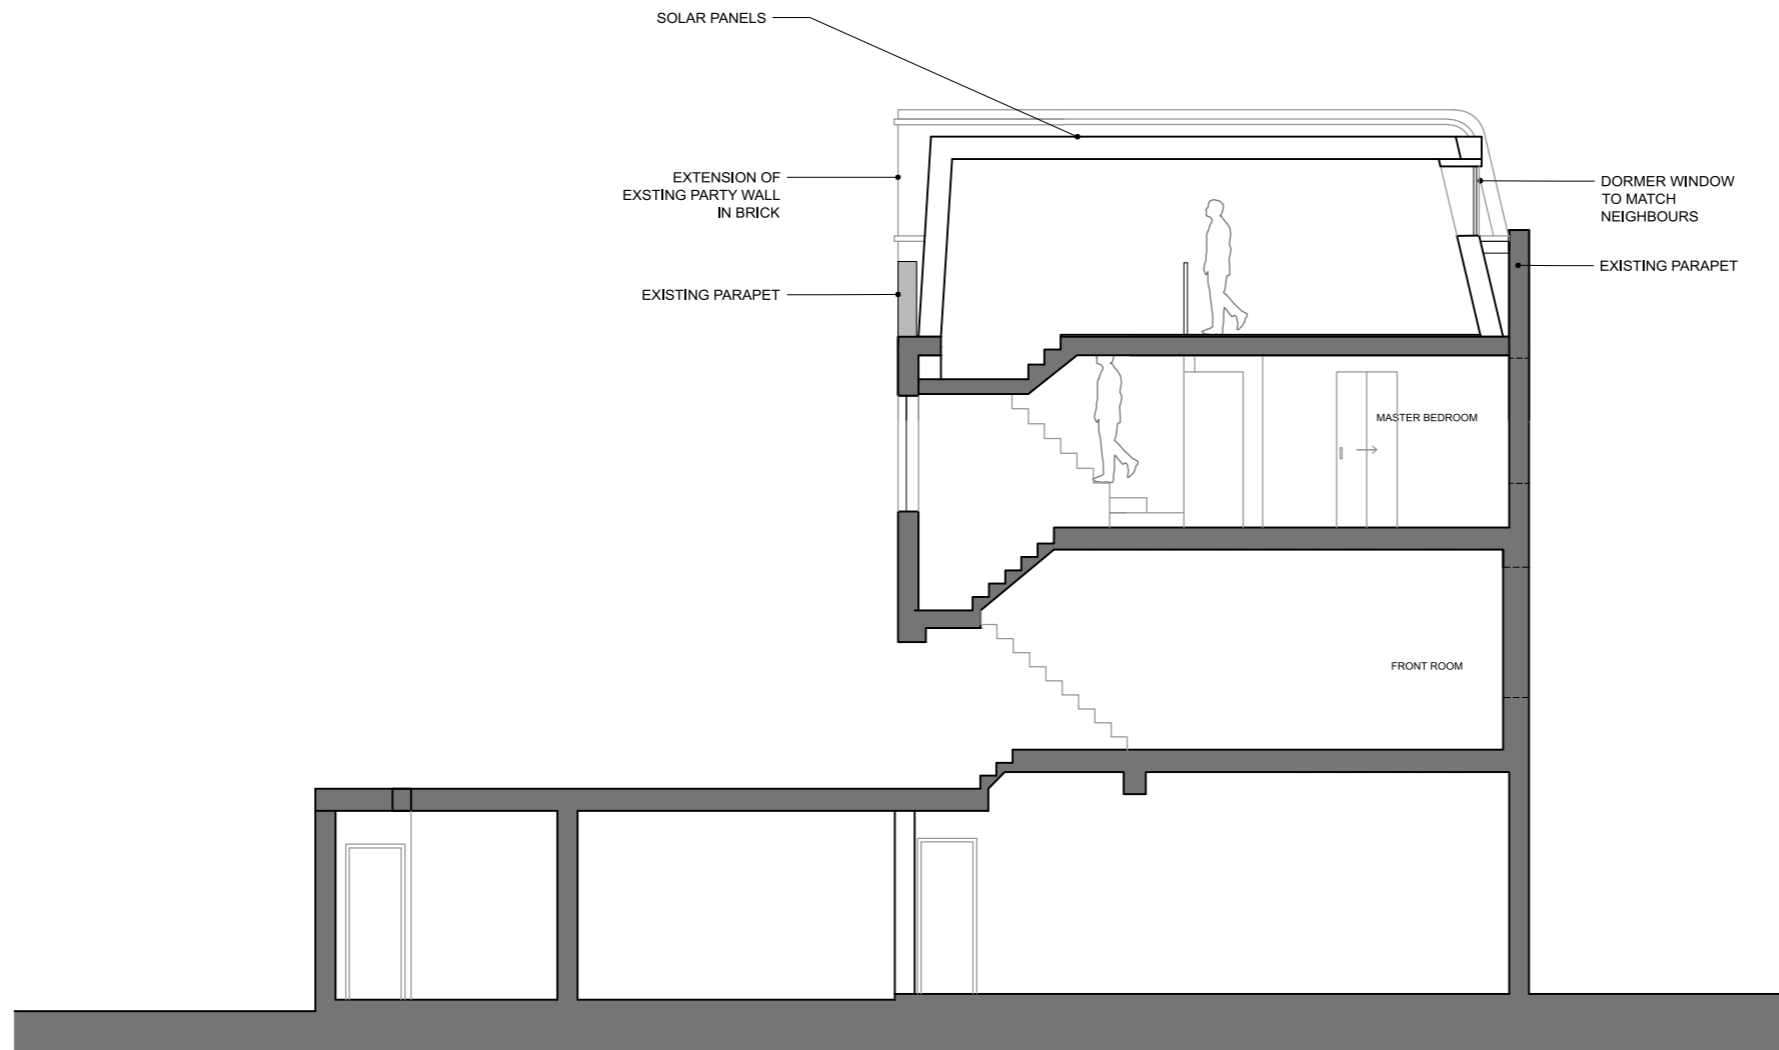 SOLAR PANELS
EXTENSION OF
EXSTING PARTY WALL
IN BRICK
DORMER WINDOW
TO MATCH
NEIGHBOURS
EXISTING PARAPET
EXISTING PARAPET
MASTER BEDROOM
FRONT ROOM